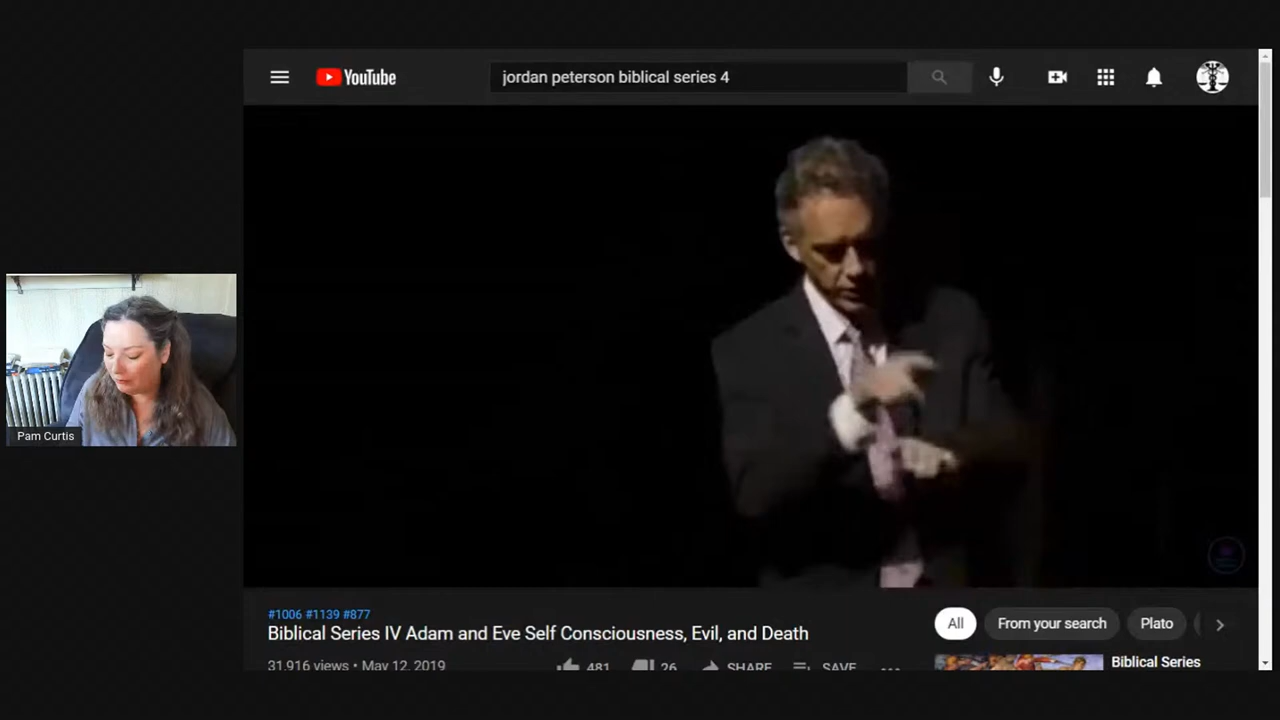 YouTube
jordan peterson biblical series 4
Pam Curtis
#1006 #1139 #877
Biblical Series IV Adam and Eve Self Consciousness, Evil, and Death
31,916 views • May 12, 2019
481
26
SHARE
SAVE
All
From your search
Plato
Biblical Series